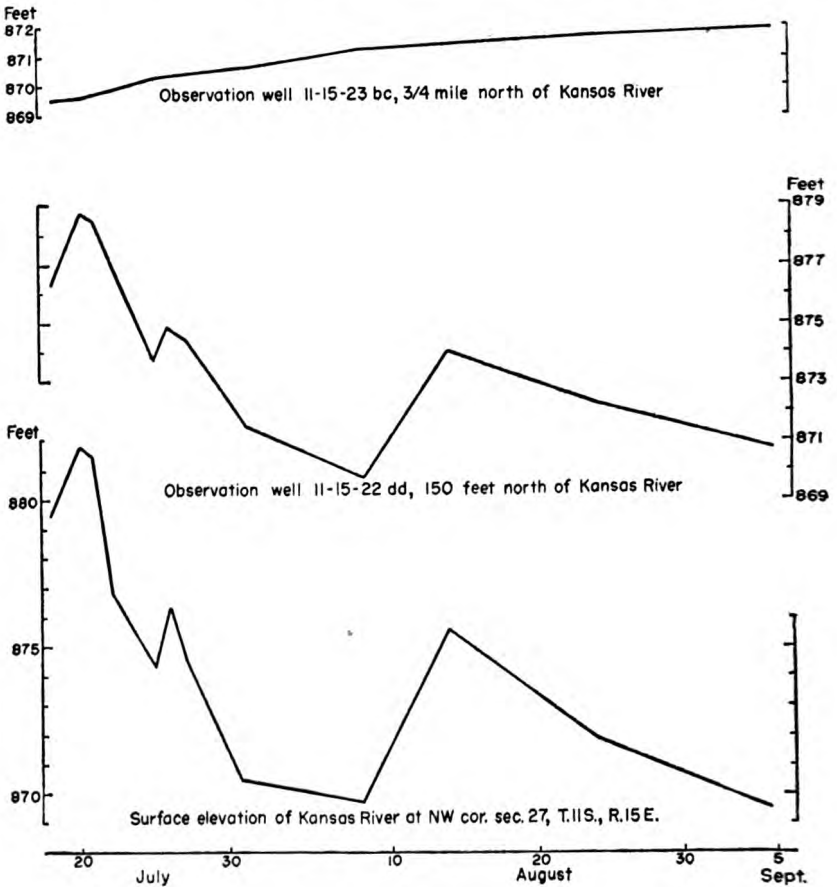 Feet
872
871
870
869
Observation well 11-15-23 bc, 3/4 mile north of Kansas River
Feet
879
877
875
873
871
869
Observation well 11-15-22 dd, 150 feet north of Kansas River
Feet
880
875
870
Surface elevation of Kansas River at NW cor. sec. 27, T.11S., R.15E.
20 30 10 20 30 5
July August Sept.